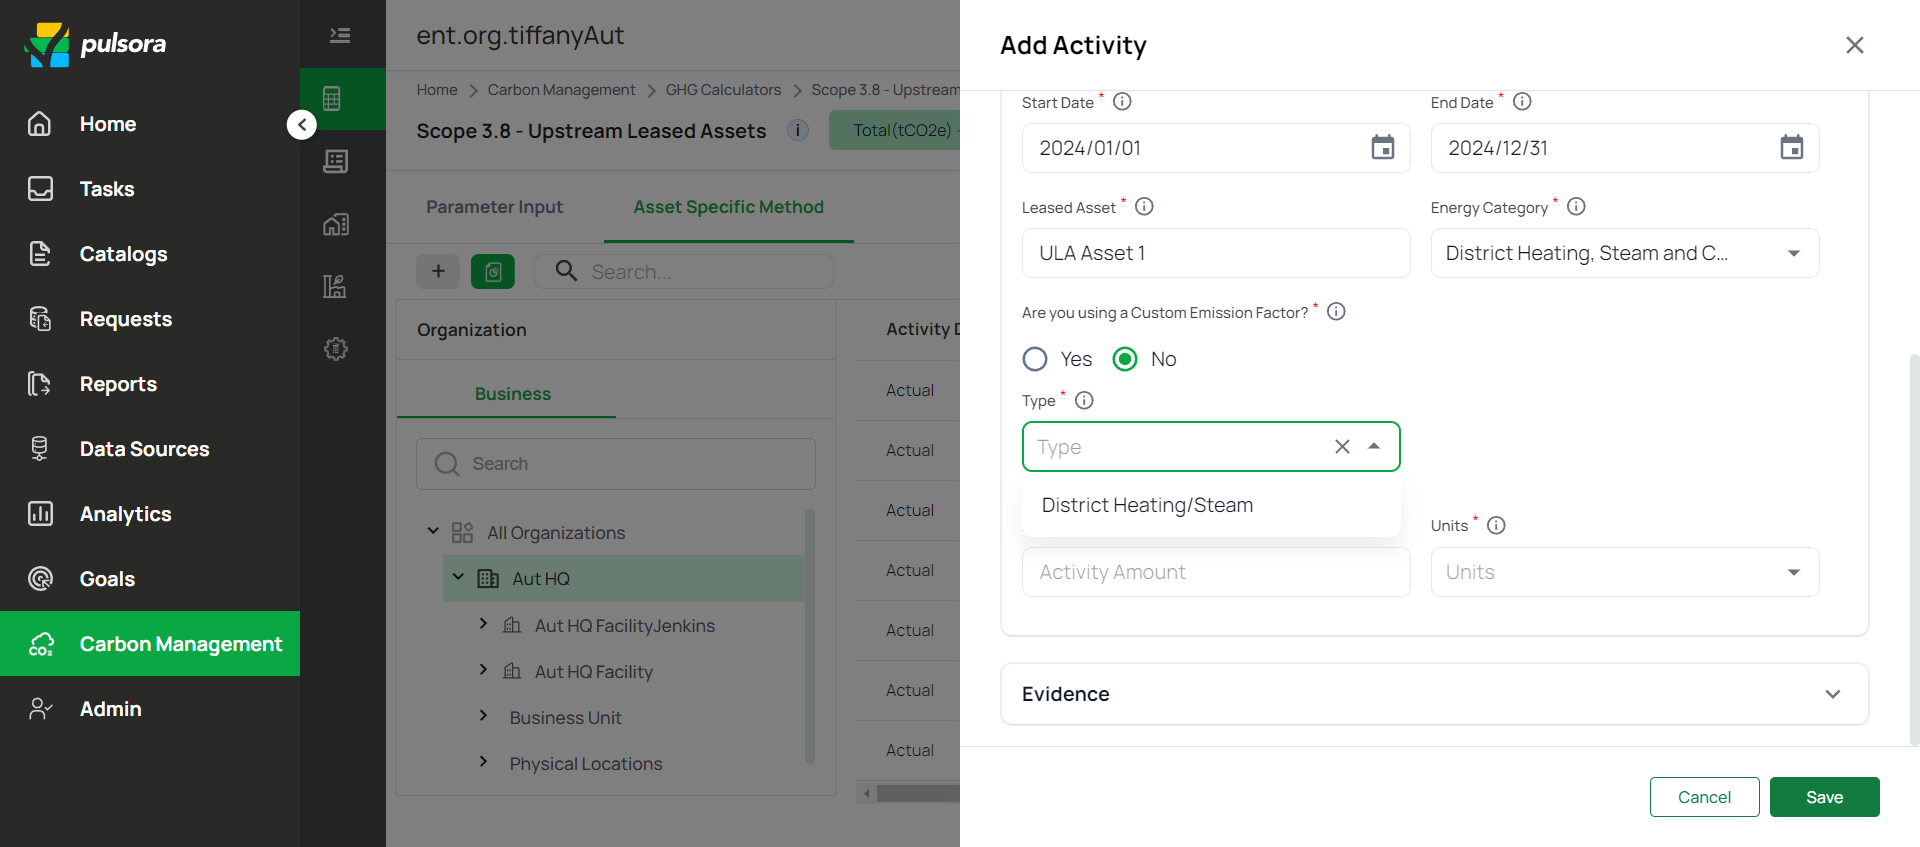 pulsora
Home
Tasks
Catalogs
Requests
Reports
Data Sources
Analytics
Goals
Carbon Management
Admin
ent.org.tiffanyAut
Home > Carbon Management > GHG Calculators > Scope 3.8 - Upstream
Scope 3.8 - Upstream Leased Assets
Total(tCO2e) -
Parameter Input
Asset Specific Method
Search...
Organization
Business
Search
All Organizations
Aut HQ
Aut HQ FacilityJenkins
Aut HQ Facility
Business Unit
Physical Locations
Activity D
Actual
Actual
Actual
Actual
Actual
Actual
Actual
Add Activity
Start Date *
End Date *
2024/01/01
2024/12/31
Leased Asset *
Energy Category *
ULA Asset 1
District Heating, Steam and C...
Are you using a Custom Emission Factor? *
Yes
No
Type *
Type
District Heating/Steam
Units *
Activity Amount
Units
Evidence
Cancel
Save